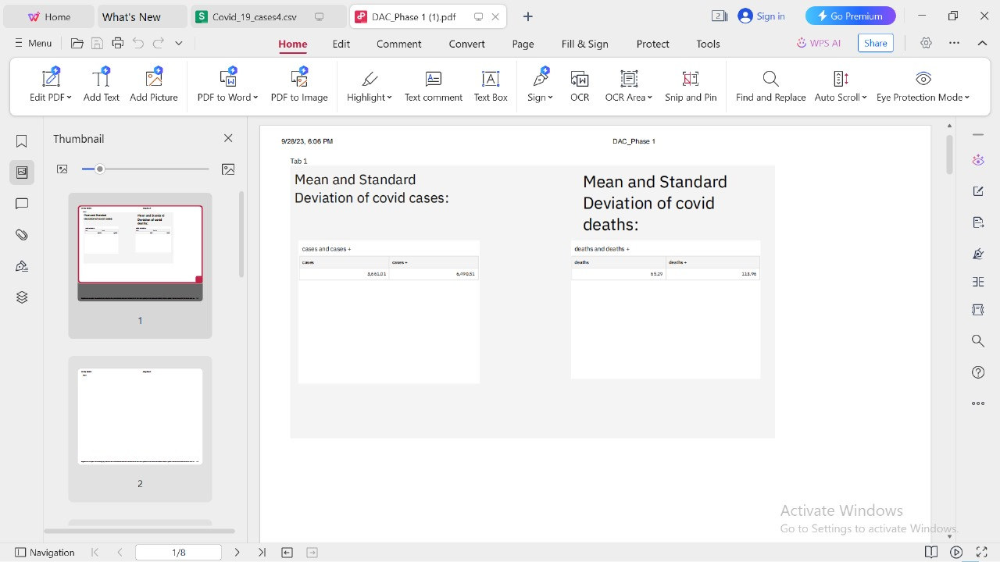 Home
What's New
Covid_19_cases4.csv
DAC_Phase 1 (1).pdf
2
Sign in
Go Premium
Menu
Home
Edit
Comment
Convert
Page
Fill & Sign
Protect
Tools
WPS AI
Share
Edit PDF
Add Text
Add Picture
PDF to Word
PDF to Image
Highlight
Text comment
Text Box
Sign
OCR
OCR Area
Snip and Pin
Find and Replace
Auto Scroll
Eye Protection Mode
Thumbnail
1
2
9/28/23, 6:06 PM
DAC_Phase 1
Tab 1
Mean and Standard
Deviation of covid cases:
Mean and Standard
Deviation of covid
deaths:
cases and cases +
cases
cases +
3,661.01
6,490.51
deaths and deaths +
deaths
deaths +
65.29
113.96
Activate Windows
Go to Settings to activate Windows.
Navigation
1/8